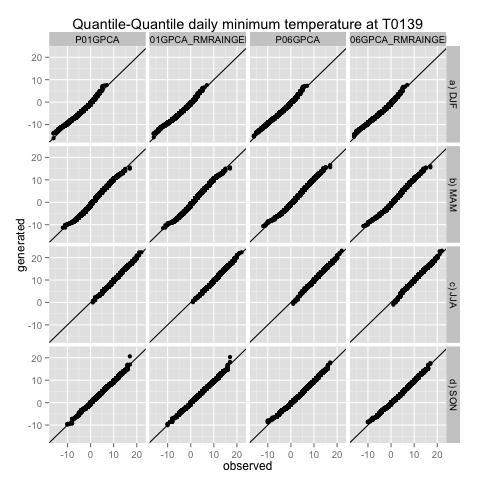 Quantile-Quantile daily minimum temperature at T0139
P01GPCA 01GPCA_RMRAINGE P06GPCA 06GPCA_RMRAINGEI
20
10
0
-10
a) DJF
20
10
0
-10
b) MAM
20
10
0
-10
c) JJA
20
10
0
-10
d) SON
generated
-10 0 10 20 -10 0 10 20 -10 0 10 20 -10 0 10 20
observed